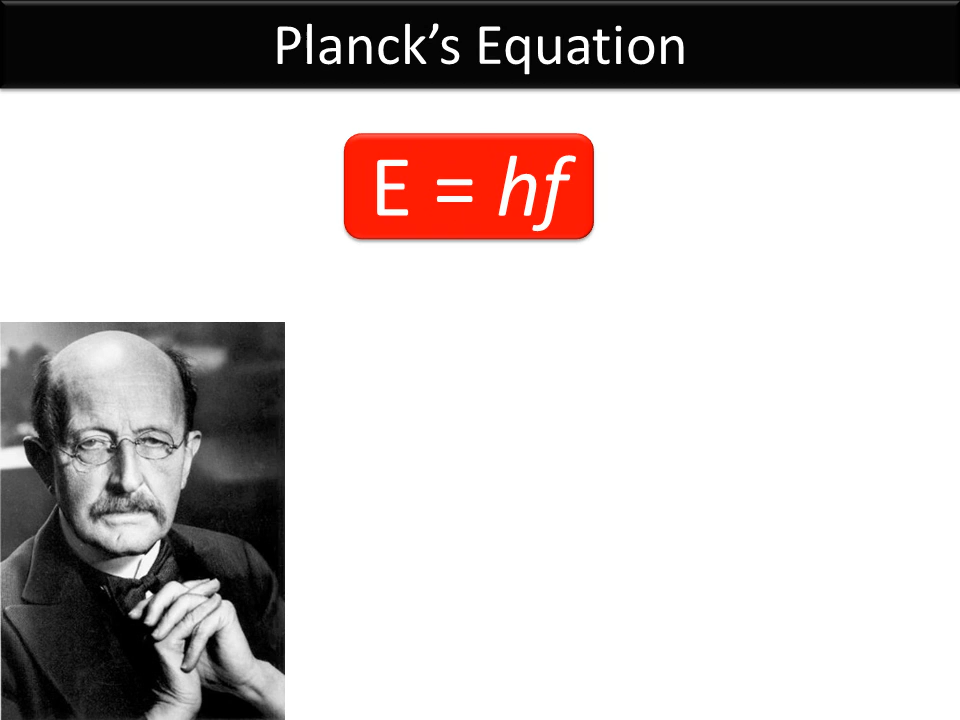 Planck’s Equation
E = hf